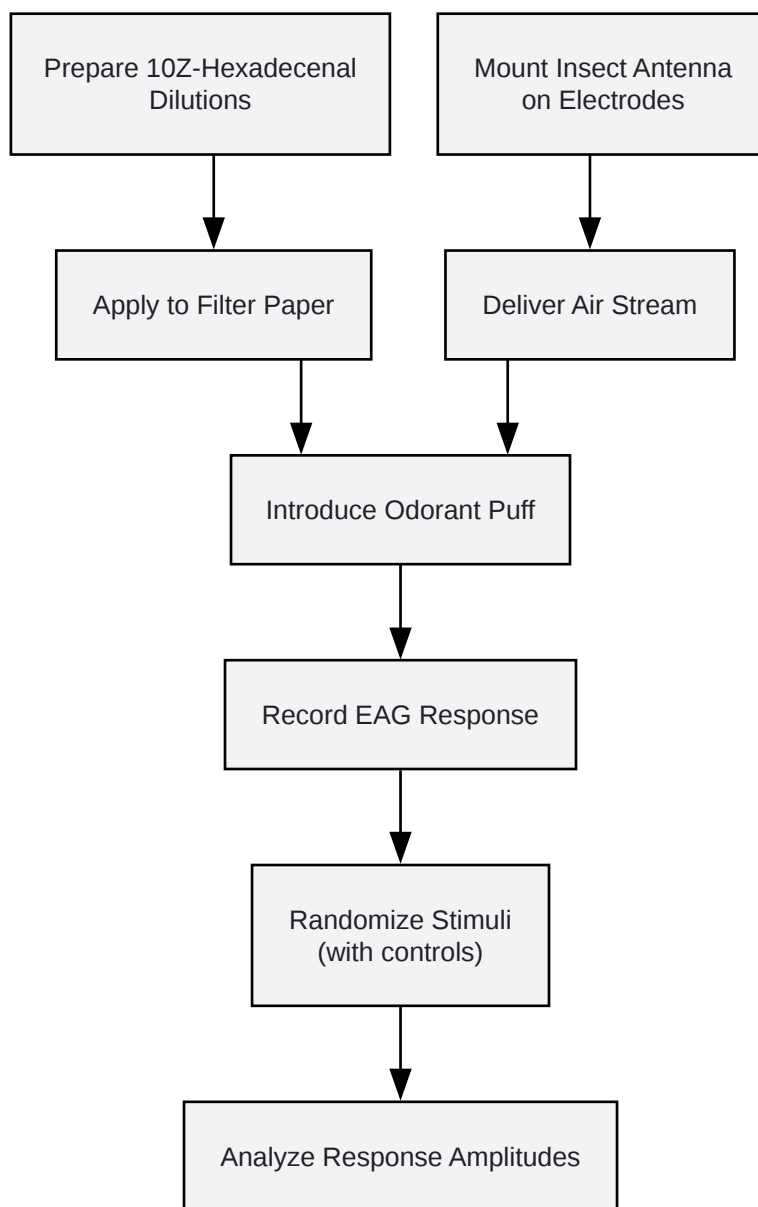 Prepare 10Z-Hexadecenal
Dilutions
Mount Insect Antenna
on Electrodes
Apply to Filter Paper
Deliver Air Stream
Introduce Odorant Puff
Record EAG Response
Randomize Stimuli
(with controls)
Analyze Response Amplitudes